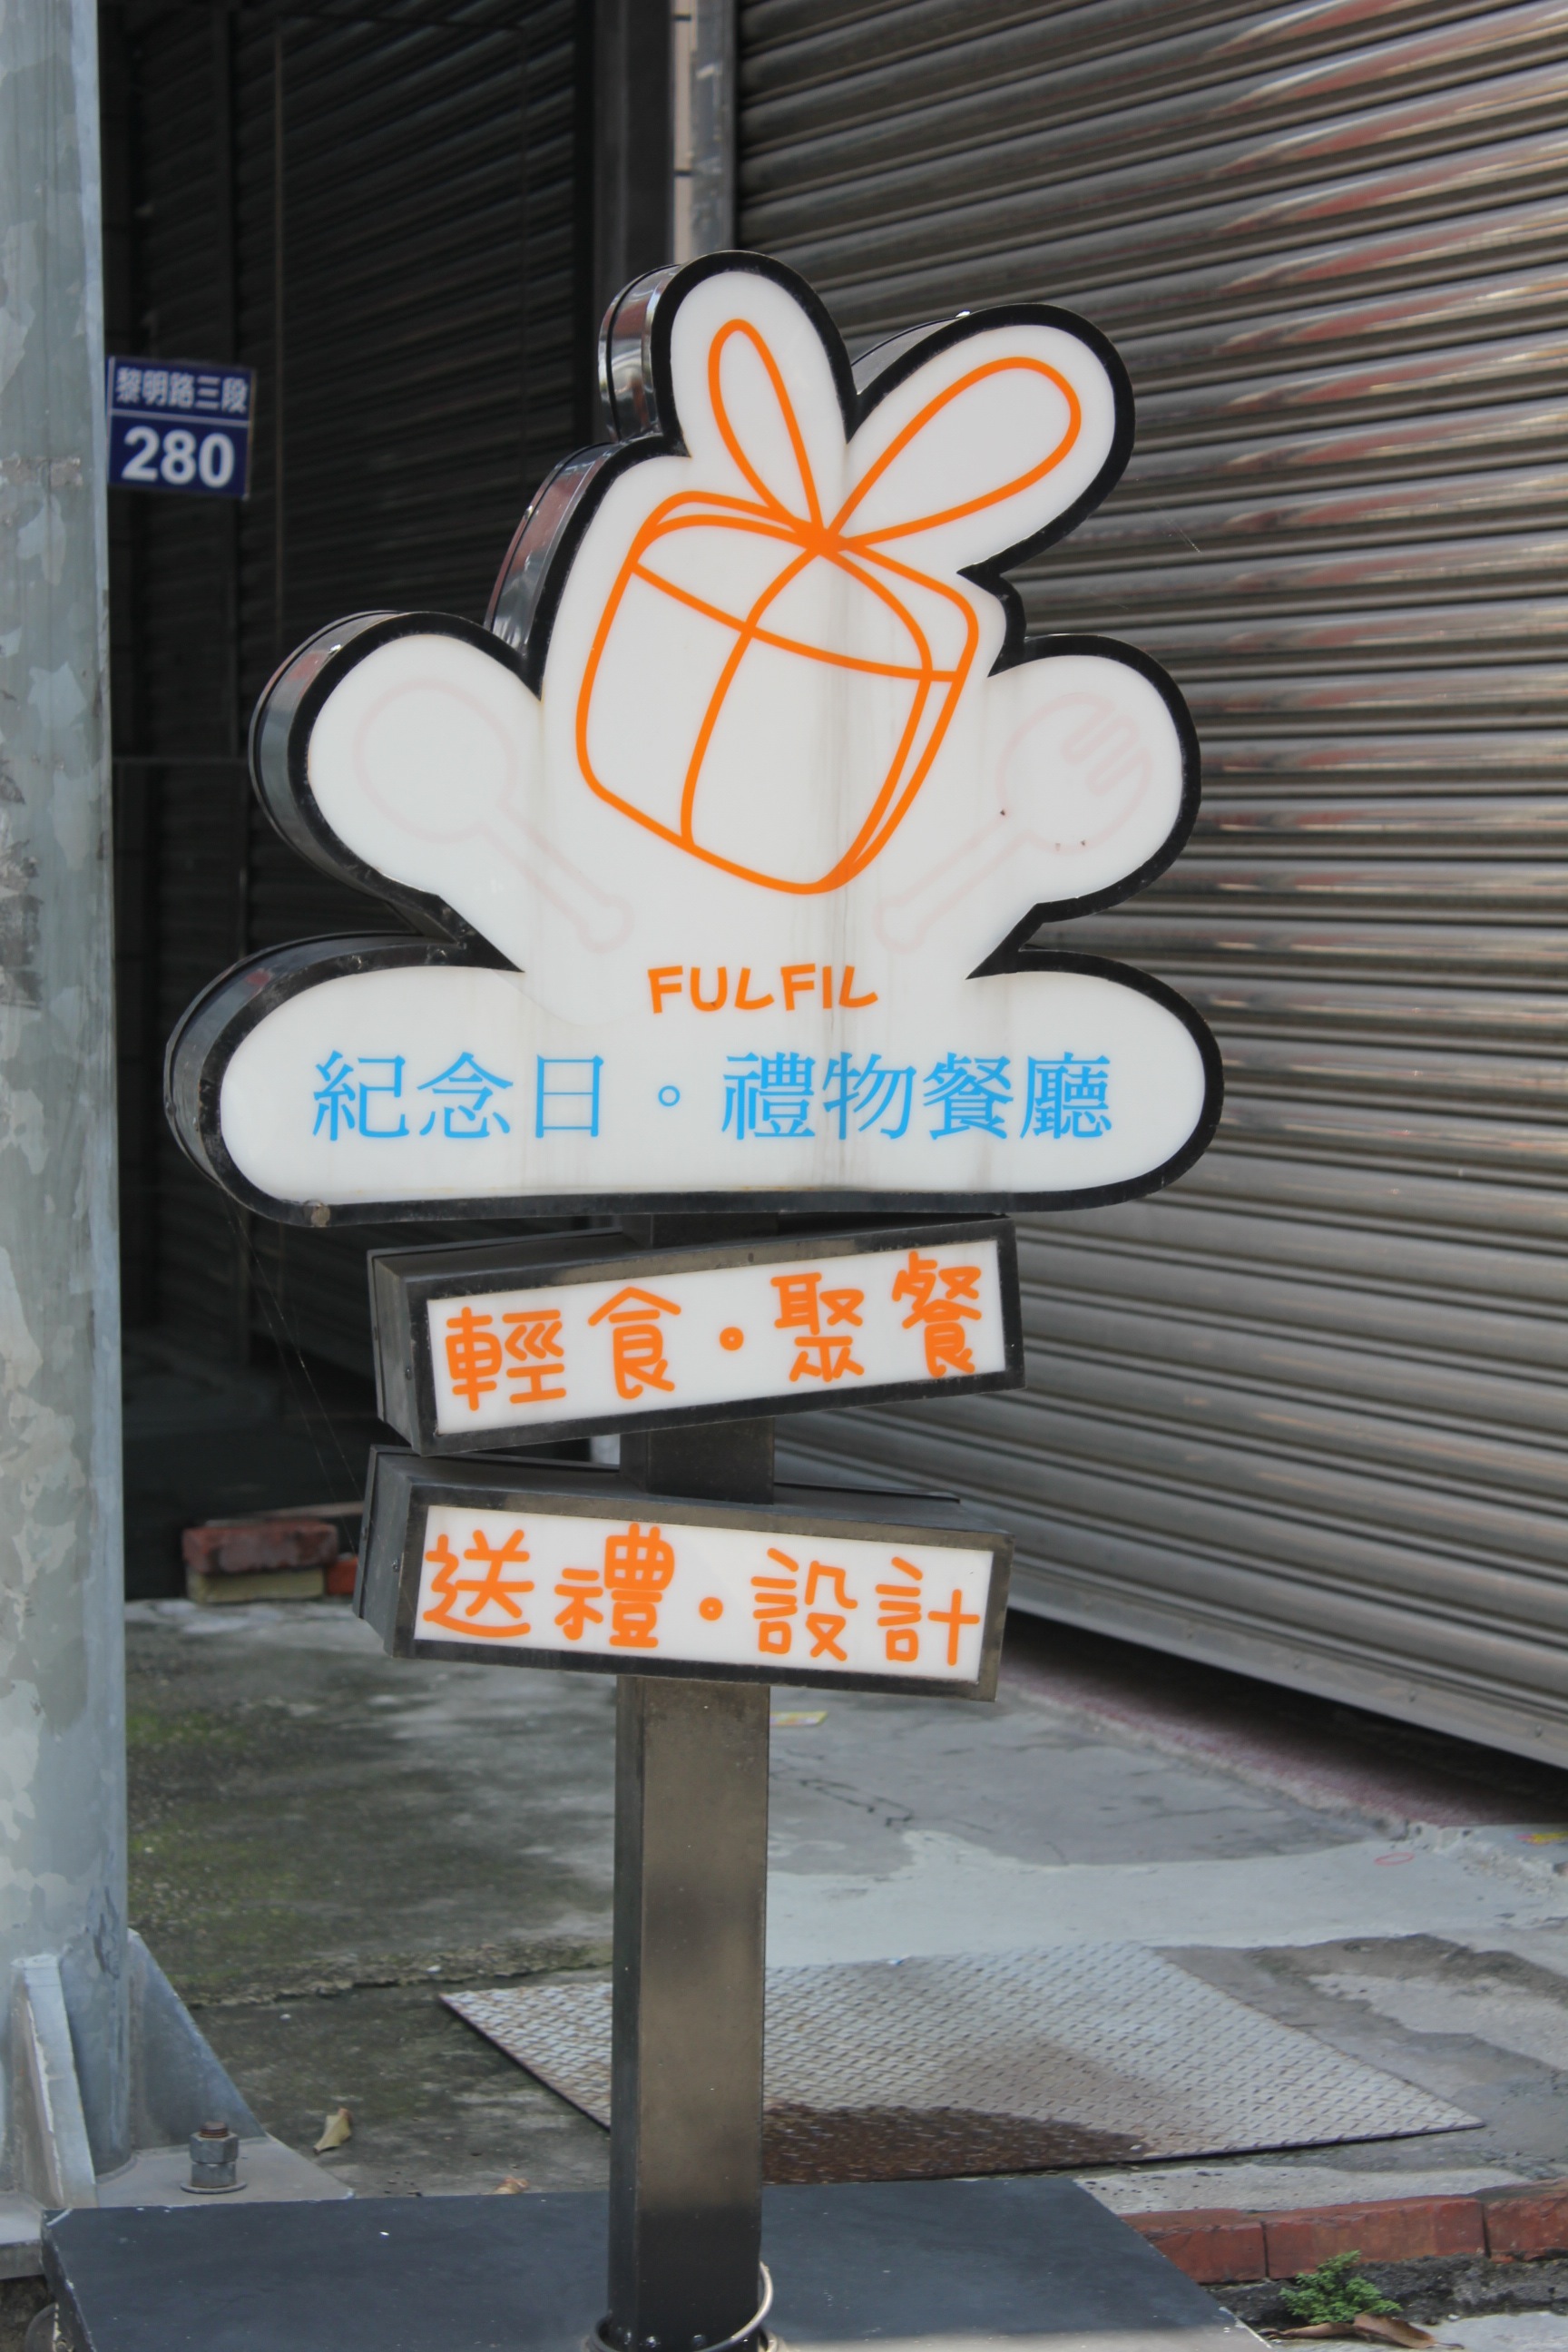 黎明路三段
280
FULFIL
紀念日。禮物餐廳
輕食・聚餐
送禮・設計